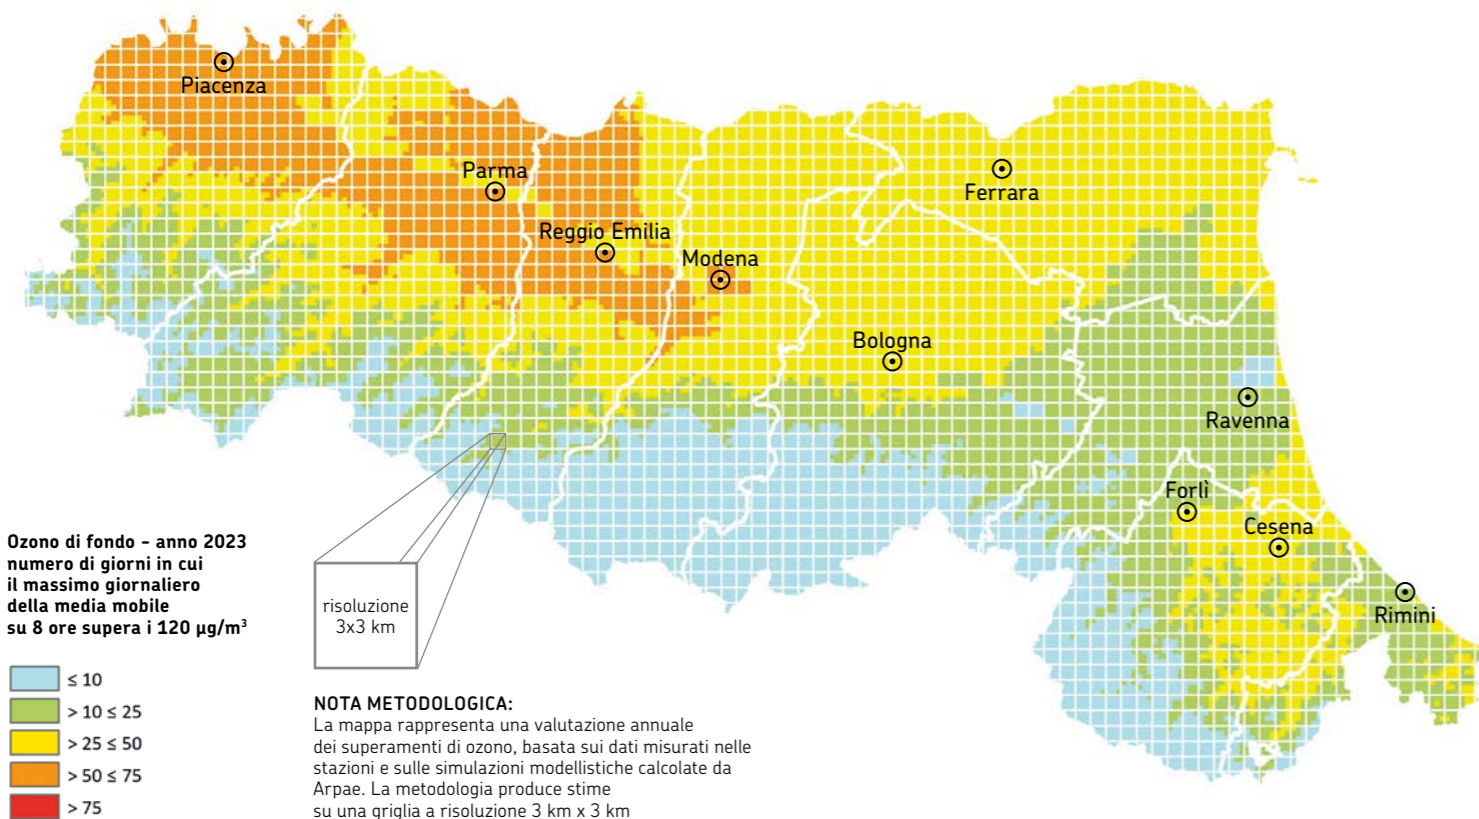 Piacenza
Parma
Ferrara
Reggio Emilia
Modena
Bologna
Ravenna
Forlì
Cesena
Rimini
Ozono di fondo - anno 2023
numero di giorni in cui
il massimo giornaliero
della media mobile
su 8 ore supera i 120 µg/m³
≤ 10
> 10 ≤ 25
> 25 ≤ 50
> 50 ≤ 75
> 75
risoluzione
3x3 km
NOTA METODOLOGICA:
La mappa rappresenta una valutazione annuale
dei superamenti di ozono, basata sui dati misurati nelle
stazioni e sulle simulazioni modellistiche calcolate da
Arpae. La metodologia produce stime
su una griglia a risoluzione 3 km x 3 km